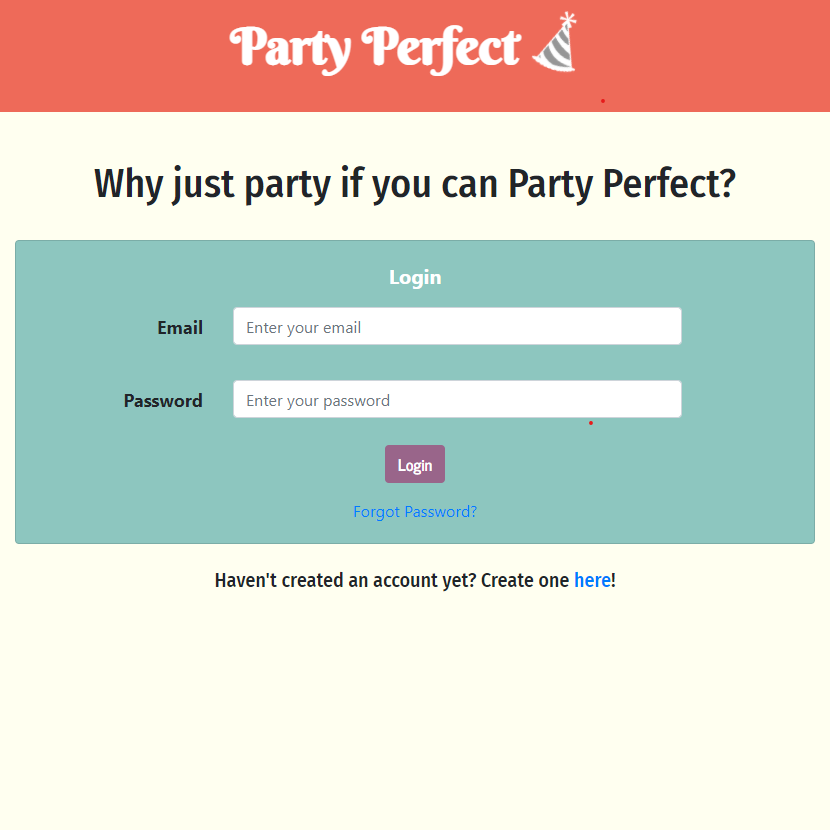 Party Perfect
Why just party if you can Party Perfect?
Login
Email
Enter your email
Password
Enter your password
Login
Forgot Password?
Haven't created an account yet? Create one here!